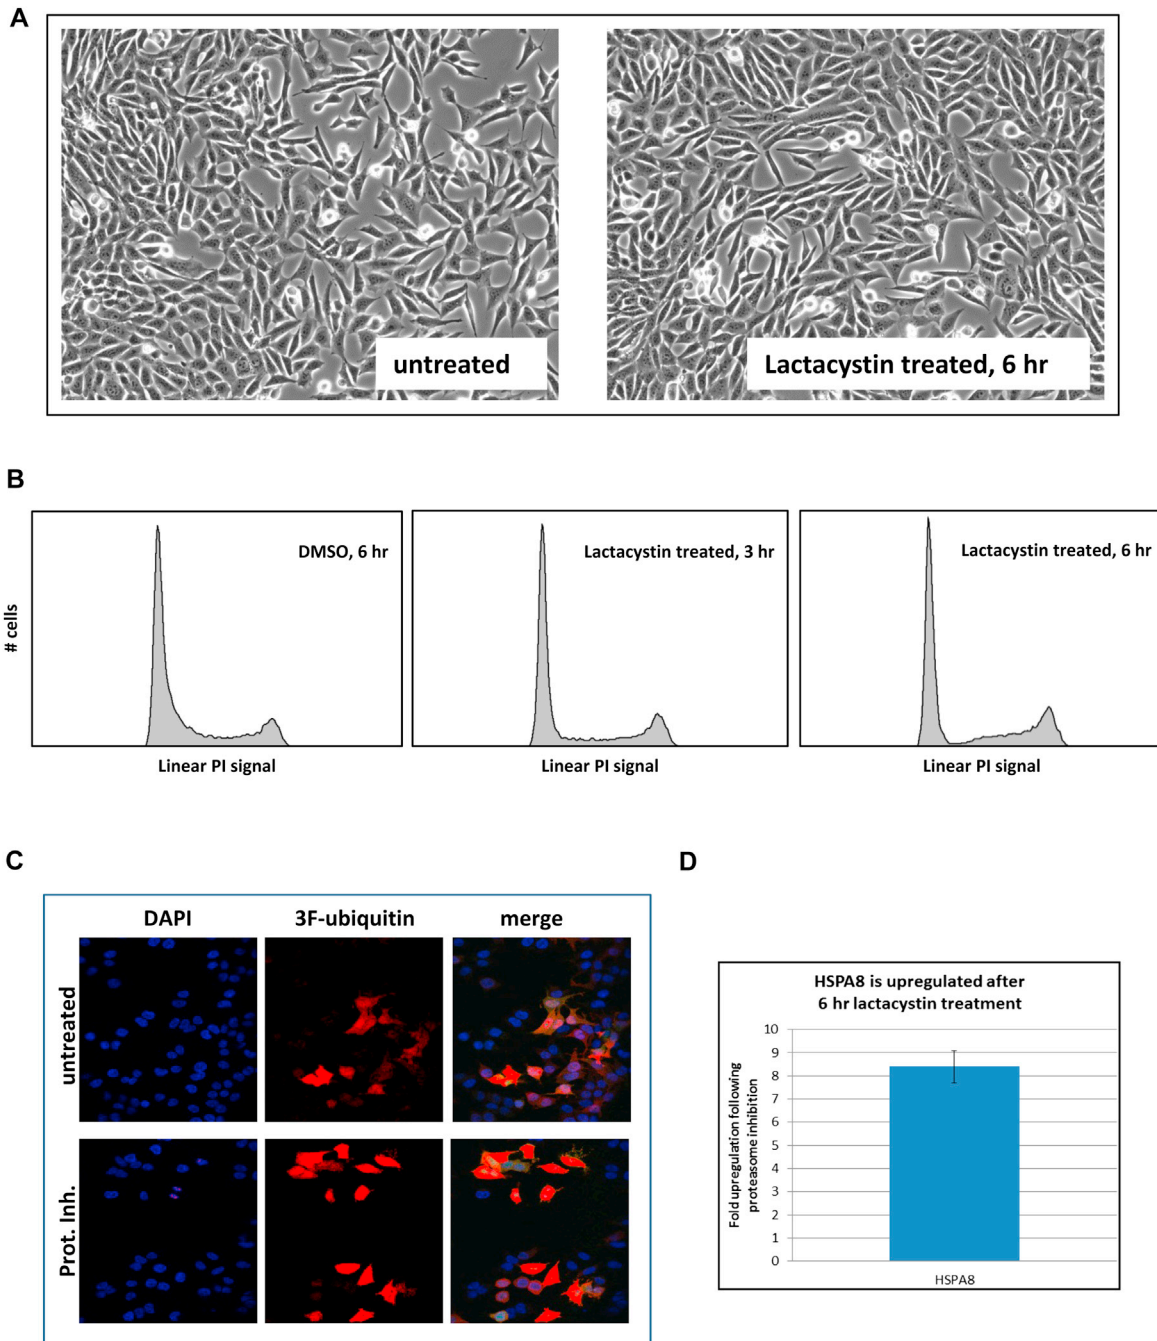 A
untreated
Lactacystin treated, 6 hr
B
# cells
DMSO, 6 hr
Lactacystin treated, 3 hr
Lactacystin treated, 6 hr
Linear PI signal
Linear PI signal
Linear PI signal
C
DAPI
3F-ubiquitin
merge
untreated
Prot. Inh.
D
HSPA8 is upregulated after
6 hr lactacystin treatment
Fold upregulation following
proteasome inhibition
10
9
8
7
6
5
4
3
2
1
0
HSPA8